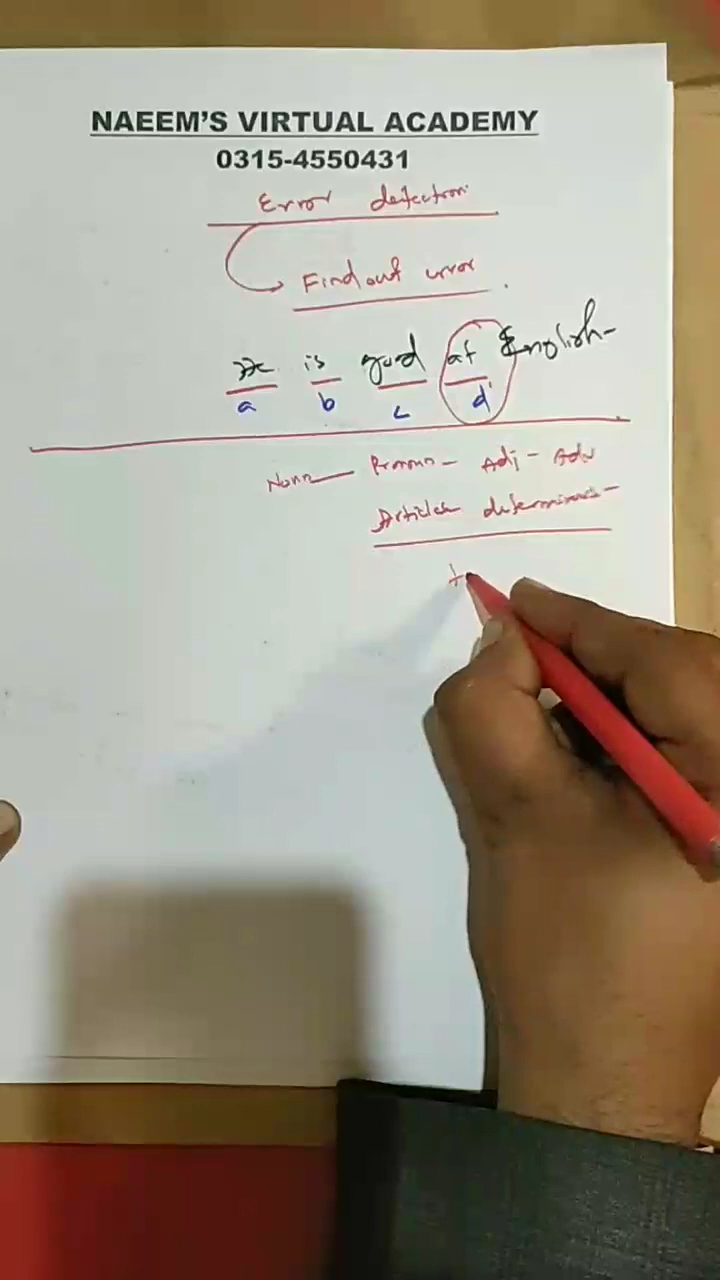 NAEEM'S VIRTUAL ACADEMY
0315-4550431
Error detection
Find out error.
is good at English-
a b c d
Noun— Pronoun- Adj- Adv
Articles determiners-